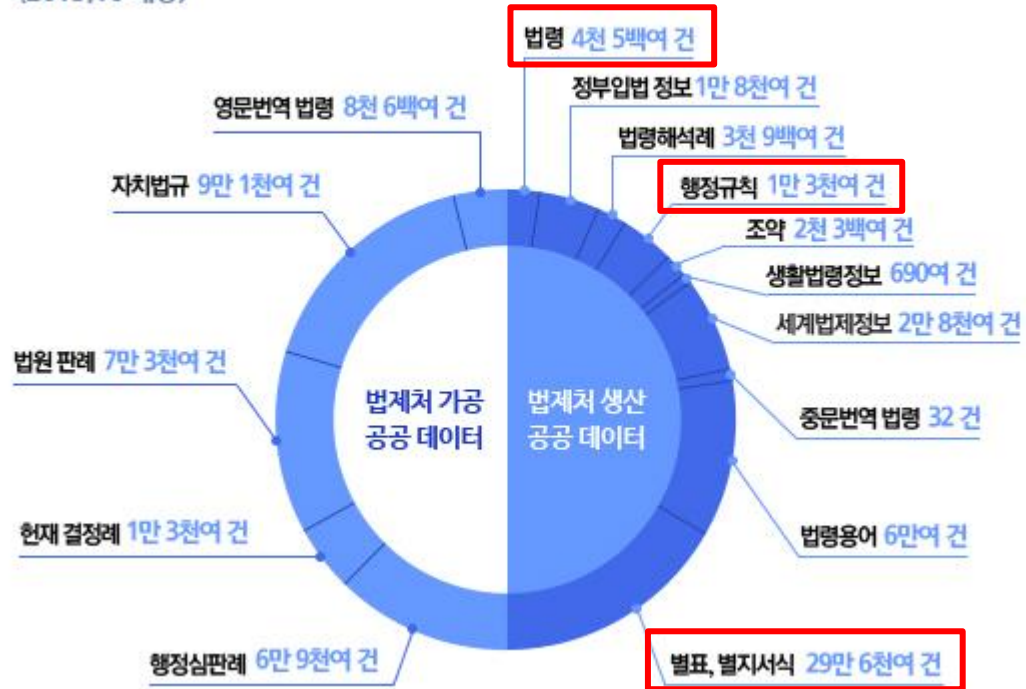 법령 4천 5백여 건
정부입법 정보 1만 8천여 건
영문번역 법령 8천 6백여 건
법령해석례 3천 9백여 건
자치법규 9만 1천여 건
행정규칙 1만 3천여 건
조약 2천 3백여 건
생활법령정보 690여 건
세계법제정보 2만 8천여 건
법원 판례 7만 3천여 건
법제처 가공
공공 데이터
법제처 생산
공공 데이터
중문번역 법령 32 건
헌재 결정례 1만 3천여 건
법령용어 6만여 건
행정심판례 6만 9천여 건
별표, 별지서식 29만 6천여 건